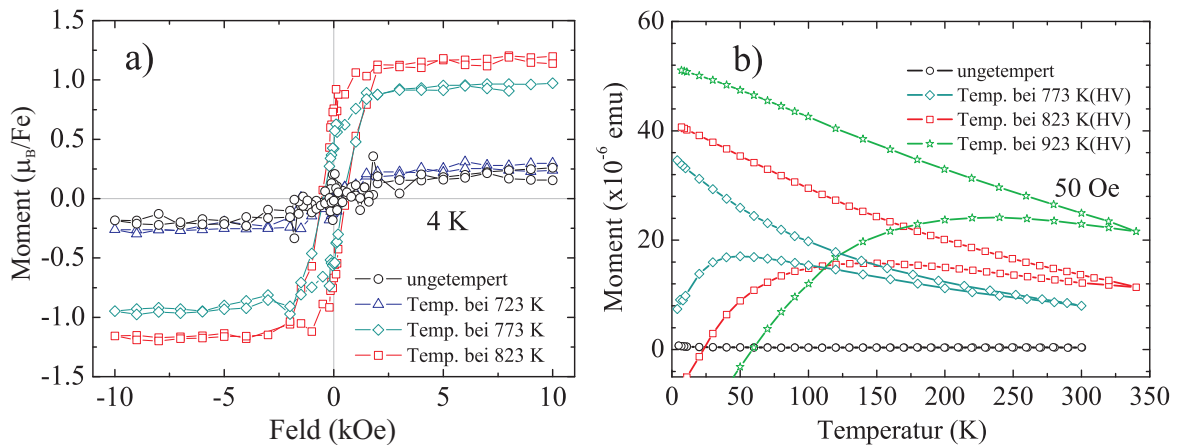 a)
1.5
1.0
0.5
0.0
-0.5
-1.0
-1.5
Moment (μB/Fe)
4 K
ungetempert
Temp. bei 723 K
Temp. bei 773 K
Temp. bei 823 K
-10 -5 0 5 10
Feld (kOe)
b)
60
40
20
0
Moment (x10-6 emu)
ungetempert
Temp. bei 773 K(HV)
Temp. bei 823 K(HV)
Temp. bei 923 K(HV)
50 Oe
0 50 100 150 200 250 300 350
Temperatur (K)